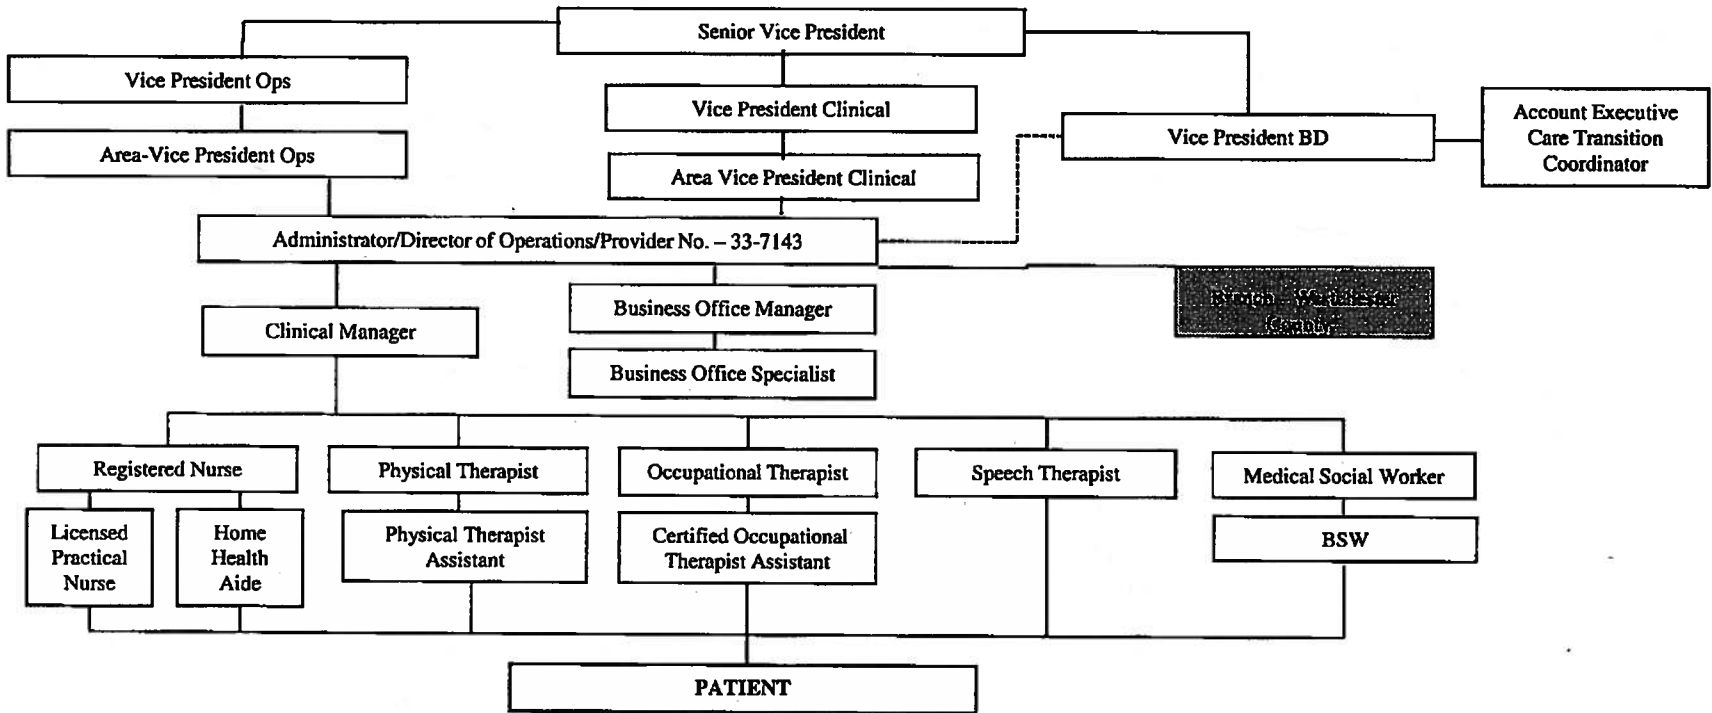 Senior Vice President
Vice President Ops
Vice President Clinical
Vice President BD
Account Executive
Care Transition
Coordinator
Area-Vice President Ops
Area Vice President Clinical
Administrator/Director of Operations/Provider No. – 33-7143
Branch – Westchester
County
Business Office Manager
Clinical Manager
Business Office Specialist
Registered Nurse
Physical Therapist
Occupational Therapist
Speech Therapist
Medical Social Worker
Licensed
Practical
Nurse
Home
Health
Aide
Physical Therapist
Assistant
Certified Occupational
Therapist Assistant
BSW
PATIENT